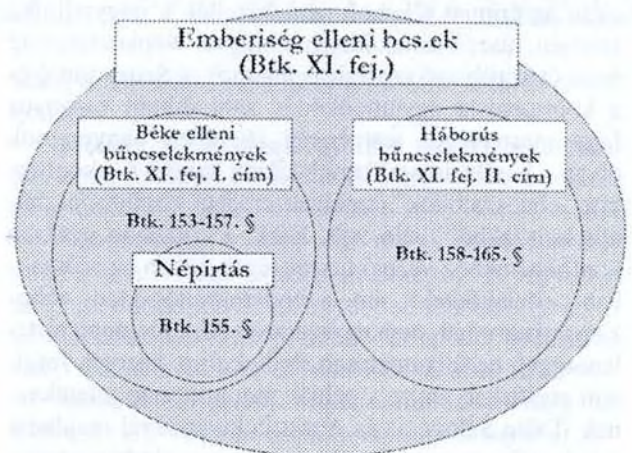 Emberiség elleni bcs.ek
(Btk. XI. fej.)
Béke elleni
bűncselekmények
(Btk. XI. fej. I. cím)
Háborús
bűncselekmények
(Btk. XI. fej. II. cím)
Btk. 153-157. §
Btk. 158-165. §
Népirtás
Btk. 155. §